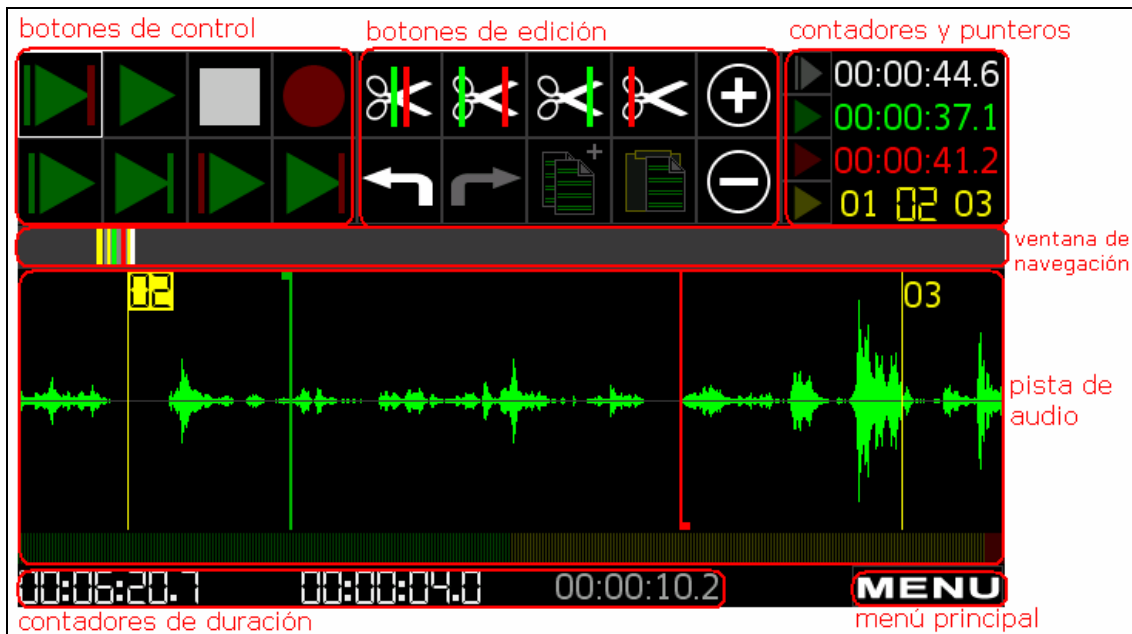 botones de control
botones de edición
contadores y punteros
00:00:44.6
00:00:37.1
00:00:41.2
01 02 03
ventana de
navegación
02
03
pista de
audio
00:06:20.7 00:00:04.0 00:00:10.2 MENU
contadores de duración
menú principal